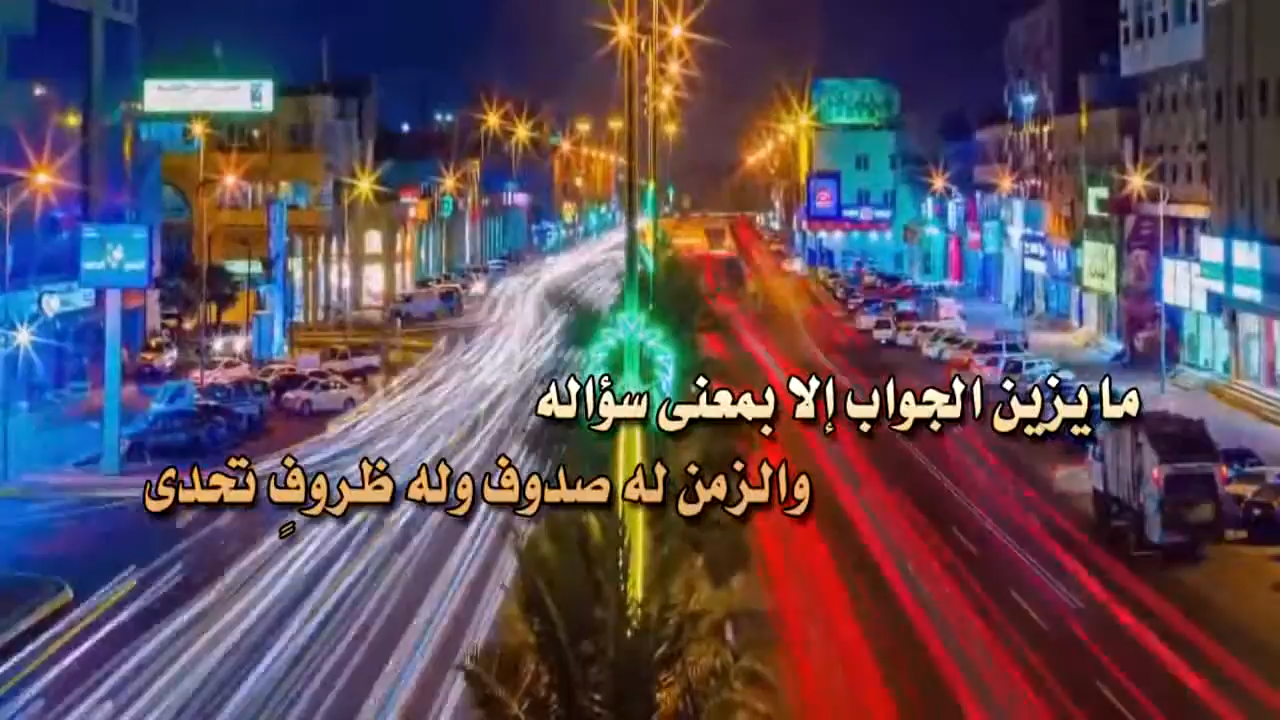 ما يزين الجواب إلا بمعنى سؤاله
والزمن له صدوف وله ظروفٍ تحدى